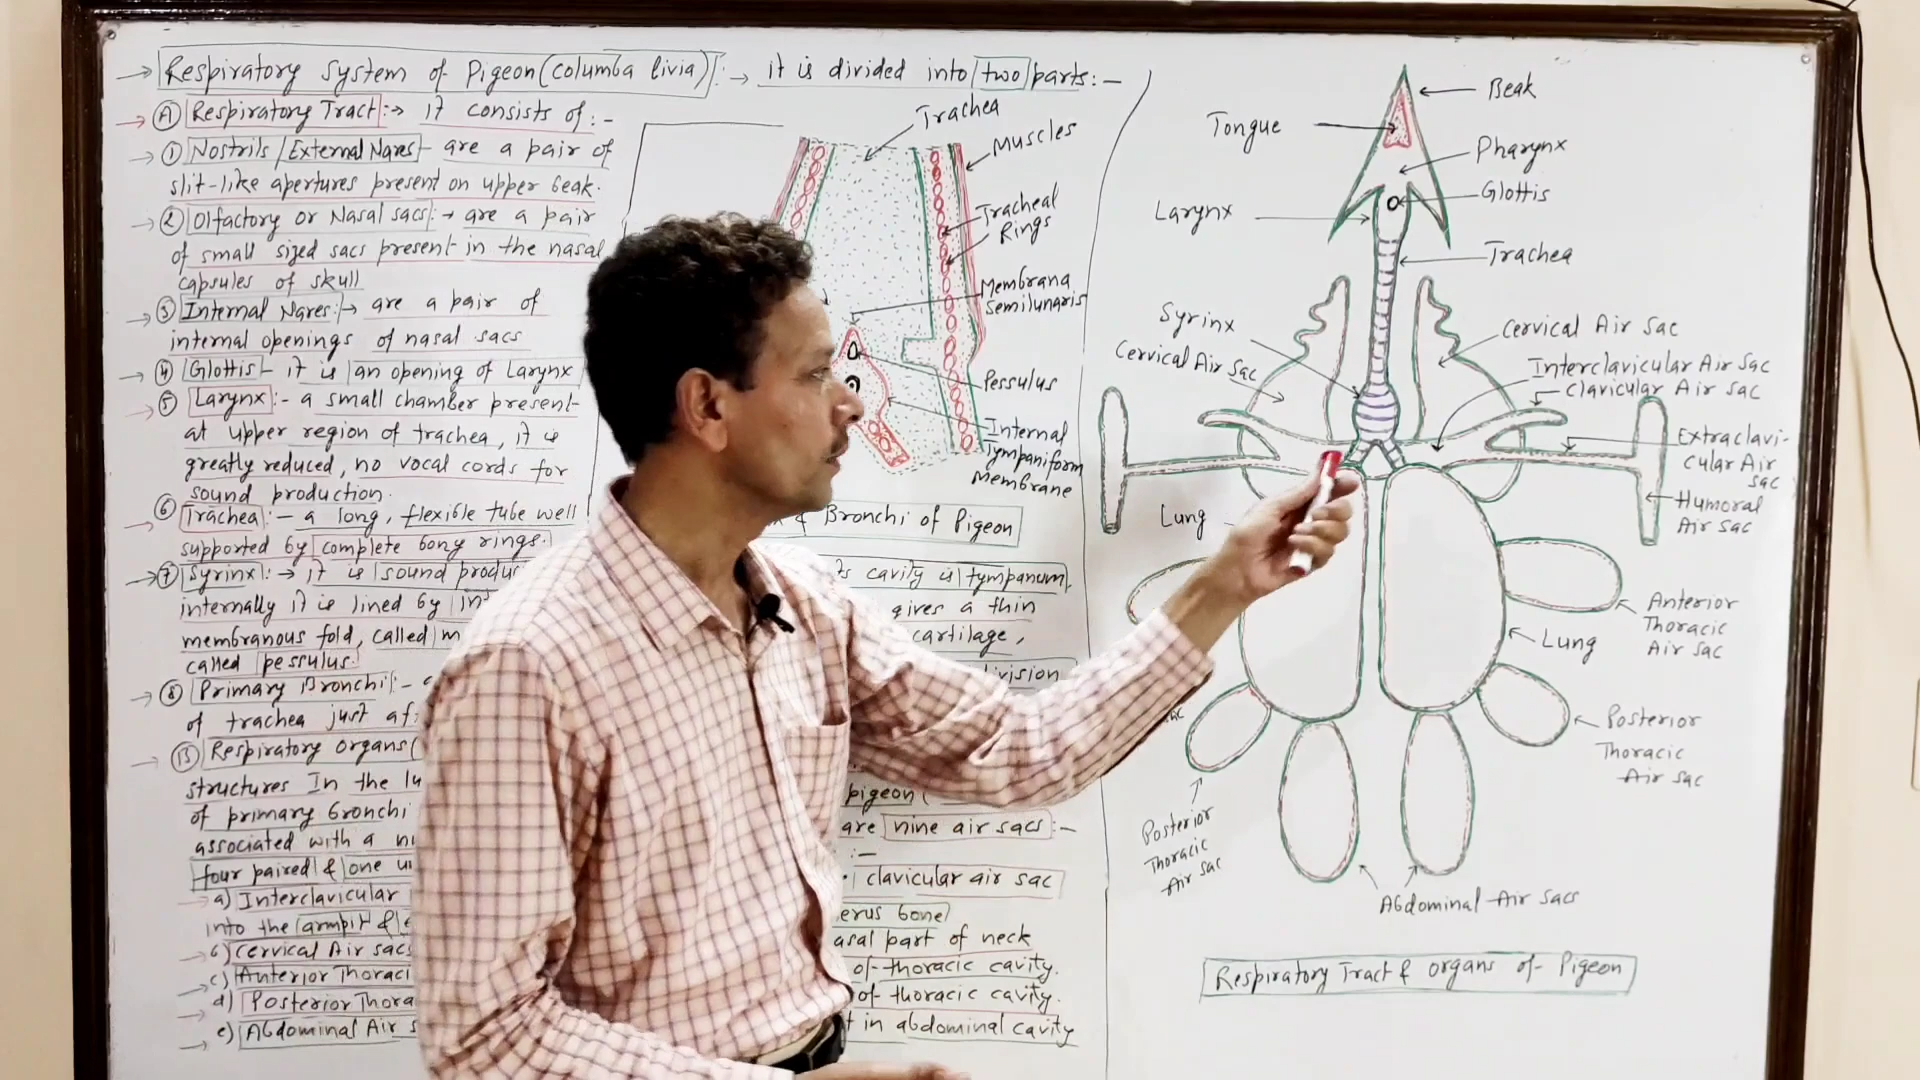 → Respiratory System of Pigeon (Columba livia) :→ it is divided into two parts:-
→ Ⓐ Respiratory Tract :→ it consists of :-
→ ① Nostrils / External Nares - are a pair of
slit-like apertures present on upper beak.
→ ② Olfactory or Nasal sacs :→ are a pair
of small sized sacs present in the nasal
capsules of skull
→ ③ Internal Nares :→ are a pair of
internal openings of nasal sacs
→ ④ Glottis - it is an opening of Larynx
→ ⑤ Larynx :- a small chamber present
at upper region of trachea, it is
greatly reduced, no vocal cords for
sound production.
→ ⑥ Trachea :- a long, flexible tube well
supported by complete bony rings.
→ ⑦ Syrinx :→ it is sound
cavity is tympanum
internally it is lined by
gives a thin
membranous fold, called
cartilage,
called pessulus.
→ ⑧ Primary Bronchi :-
division
of trachea just
→ Ⓑ Respiratory organs
structures In the
of primary bronchi
pigeon (
associated with a
are nine air sacs :-
four paired & one
:-
→ a) Interclavicular
clavicular air sac
into the armpit &
bone
→ b) Cervical Air sacs
part of neck
→ c) Anterior
of thoracic cavity.
→ d) Posterior
of thoracic cavity.
→ e) Abdominal Air
in abdominal cavity
Trachea
Muscles
Tracheal
Rings
Membrana
Semilunaris
Pessulus
Internal
Tympaniform
Membrane
& Bronchi of Pigeon
Beak
Tongue
Pharynx
Glottis
Larynx
Trachea
Syrinx
Cervical Air Sac
Cervical Air Sac
Interclavicular Air Sac
Clavicular Air Sac
Extraclavi-
cular Air
Sac
Humoral
Air Sac
Lung
Anterior
Thoracic
Air Sac
Lung
Posterior
Thoracic
Air Sac
Posterior
Thoracic
Air Sac
Abdominal Air Sacs
Respiratory Tract & organs of Pigeon